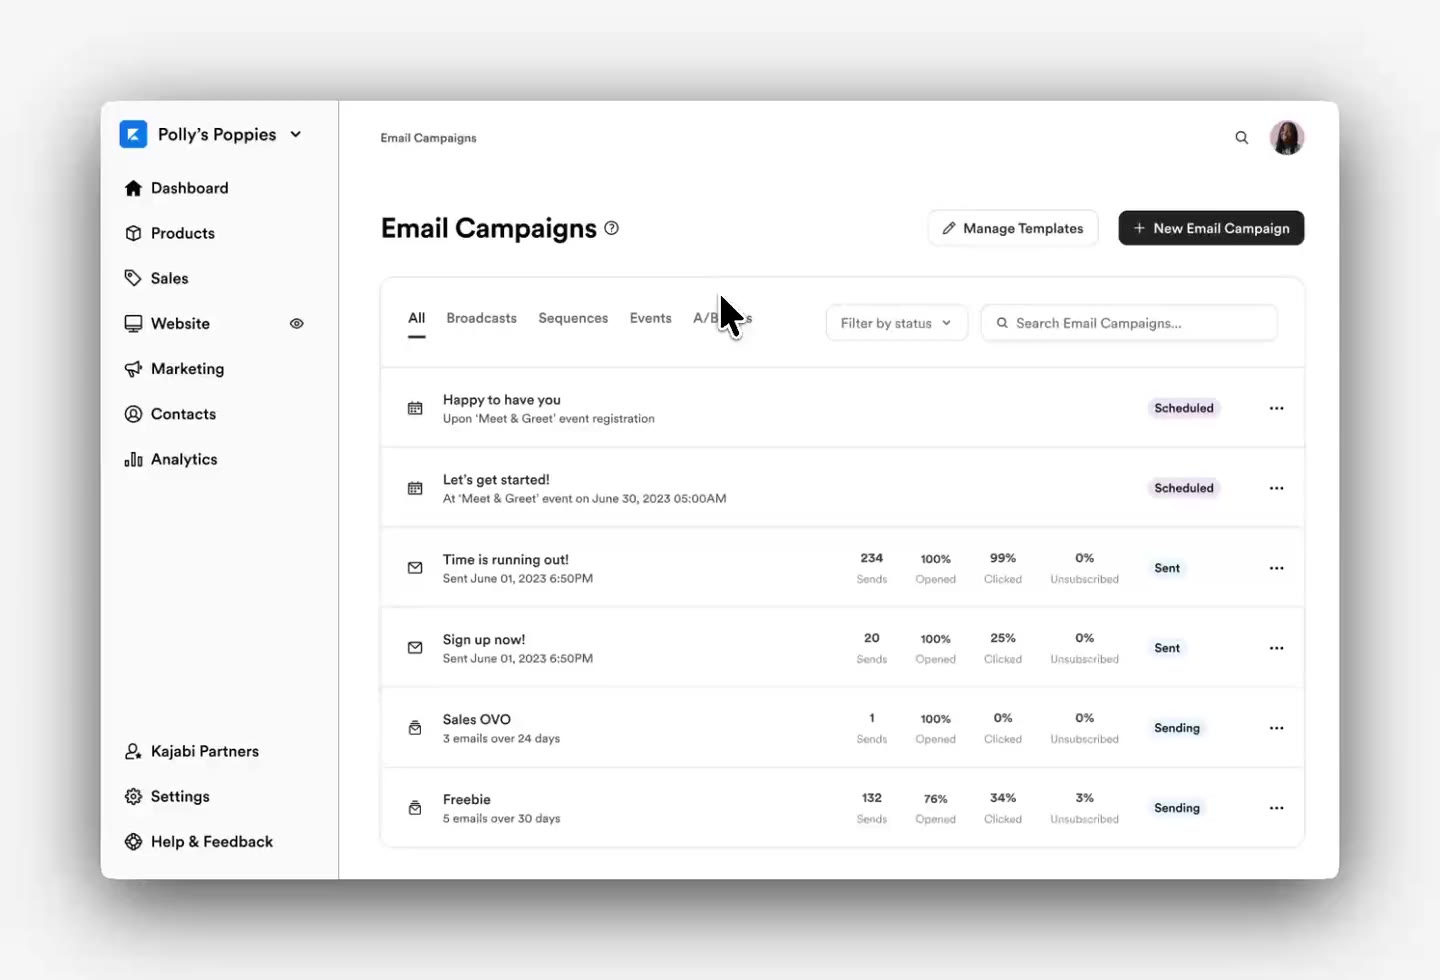 Polly’s Poppies
Dashboard
Products
Sales
Website
Marketing
Contacts
Analytics
Kajabi Partners
Settings
Help & Feedback
Email Campaigns
Email Campaigns
Manage Templates
+ New Email Campaign
All Broadcasts Sequences Events
Filter by status
Search Email Campaigns...
Happy to have you
Upon ‘Meet & Greet’ event registration
Scheduled
Let’s get started!
At ‘Meet & Greet’ event on June 30, 2023 05:00AM
Scheduled
Time is running out!
Sent June 01, 2023 6:50PM
234 100% 99% 0%
Sends Opened Clicked Unsubscribed
Sent
Sign up now!
Sent June 01, 2023 6:50PM
20 100% 25% 0%
Sends Opened Clicked Unsubscribed
Sent
Sales OVO
3 emails over 24 days
1 100% 0% 0%
Sends Opened Clicked Unsubscribed
Sending
Freebie
5 emails over 30 days
132 76% 34% 3%
Sends Opened Clicked Unsubscribed
Sending